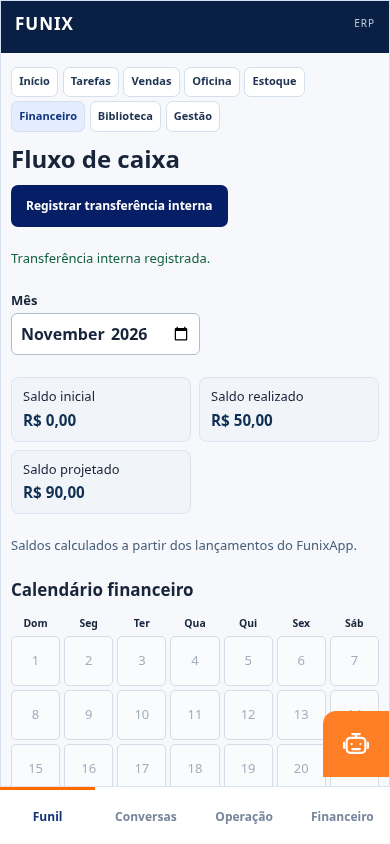 FUNIX ERP
Início Tarefas Vendas Oficina Estoque
Financeiro Biblioteca Gestão
Fluxo de caixa
Registrar transferência interna
Transferência interna registrada.
Mês
November 2026
Saldo inicial
R$ 0,00
Saldo realizado
R$ 50,00
Saldo projetado
R$ 90,00
Saldos calculados a partir dos lançamentos do FunixApp.
Calendário financeiro
Dom Seg Ter Qua Qui Sex Sáb
1 2 3 4 5 6 7
8 9 10 11 12 13
15 16 17 18 19 20
Funil Conversas Operação Financeiro